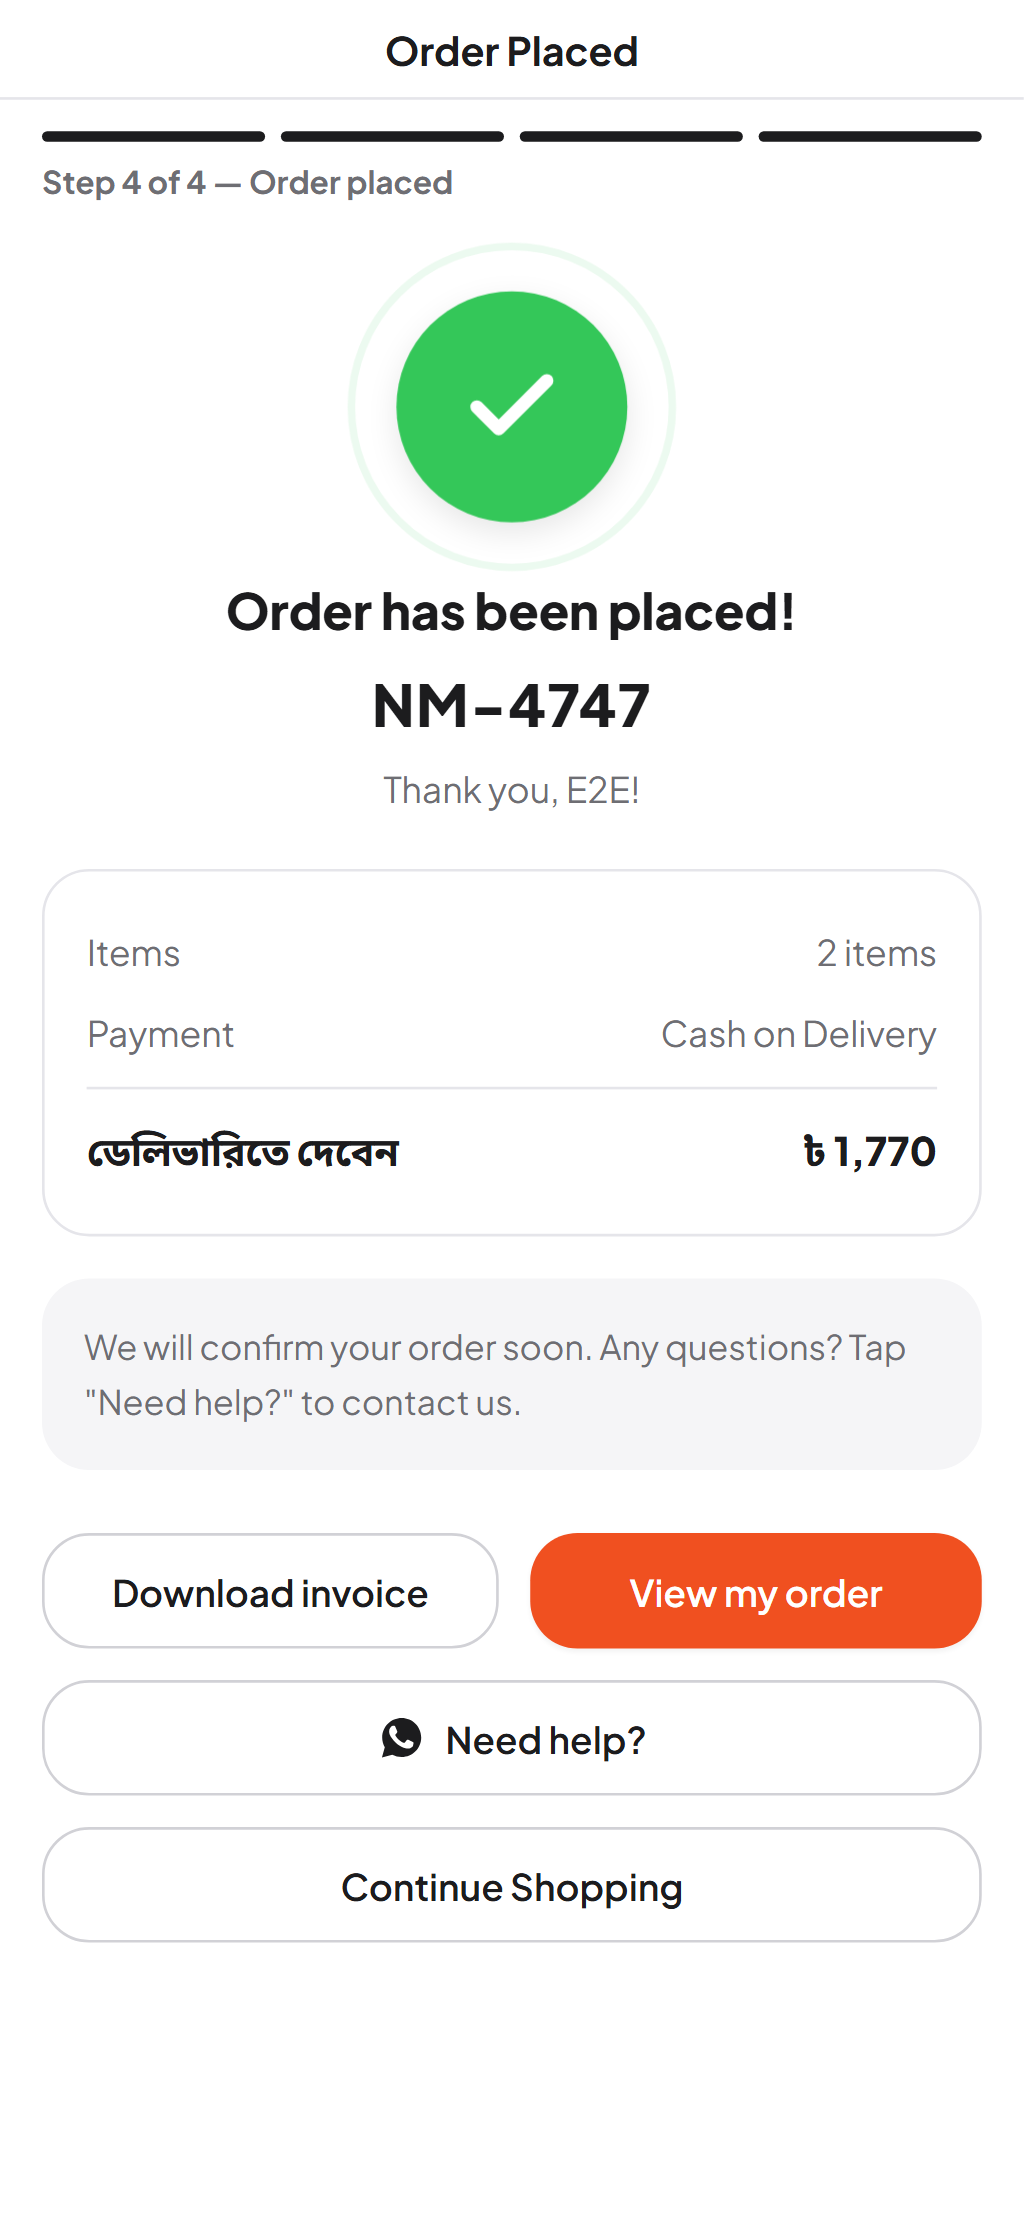 Order Placed
Step 4 of 4 — Order placed
Order has been placed!
NM-4747
Thank you, E2E!
Items 2 items
Payment Cash on Delivery
ডেলিভারিতে দেবেন ৳ 1,770
We will confirm your order soon. Any questions? Tap
"Need help?" to contact us.
Download invoice View my order
Need help?
Continue Shopping